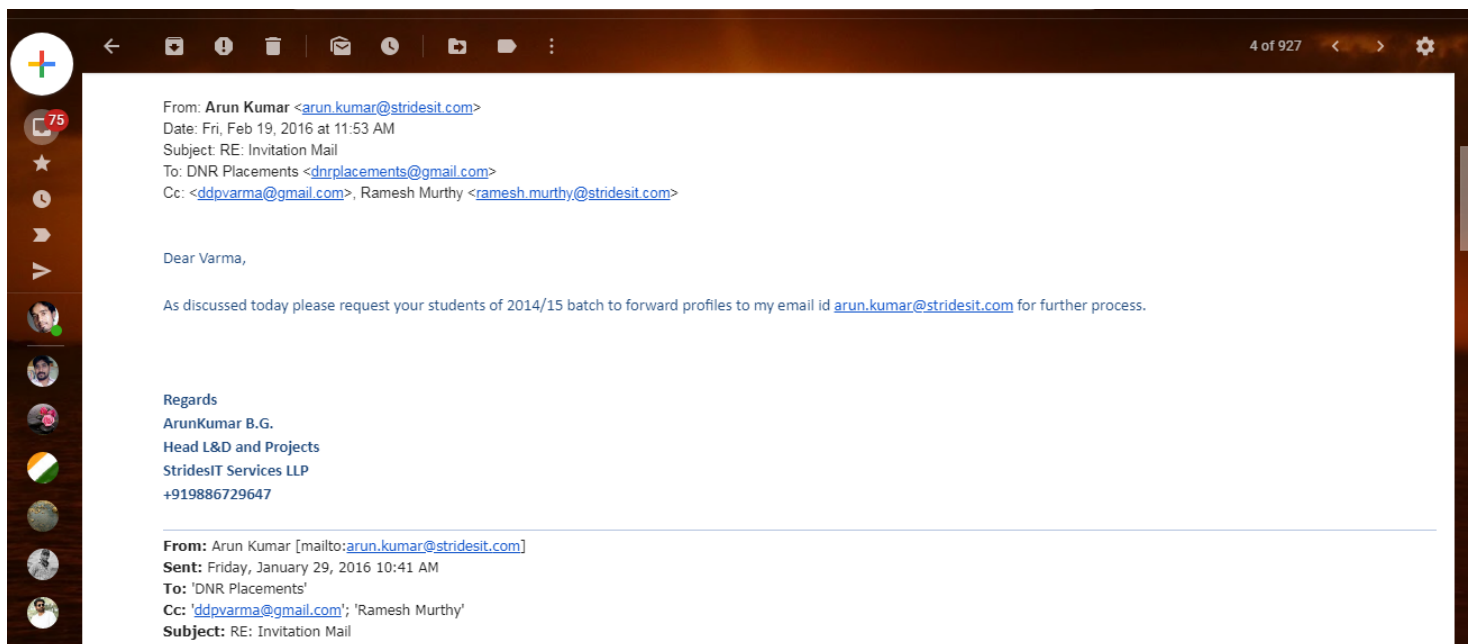 4 of 927
75
From: Arun Kumar <arun.kumar@stridesit.com>
Date: Fri, Feb 19, 2016 at 11:53 AM
Subject: RE: Invitation Mail
To: DNR Placements <dnrplacements@gmail.com>
Cc: <ddpvarma@gmail.com>, Ramesh Murthy <ramesh.murthy@stridesit.com>
Dear Varma,
As discussed today please request your students of 2014/15 batch to forward profiles to my email id arun.kumar@stridesit.com for further process.
Regards
ArunKumar B.G.
Head L&D and Projects
StridesIT Services LLP
+919886729647
From: Arun Kumar [mailto:arun.kumar@stridesit.com]
Sent: Friday, January 29, 2016 10:41 AM
To: 'DNR Placements'
Cc: 'ddpvarma@gmail.com'; 'Ramesh Murthy'
Subject: RE: Invitation Mail